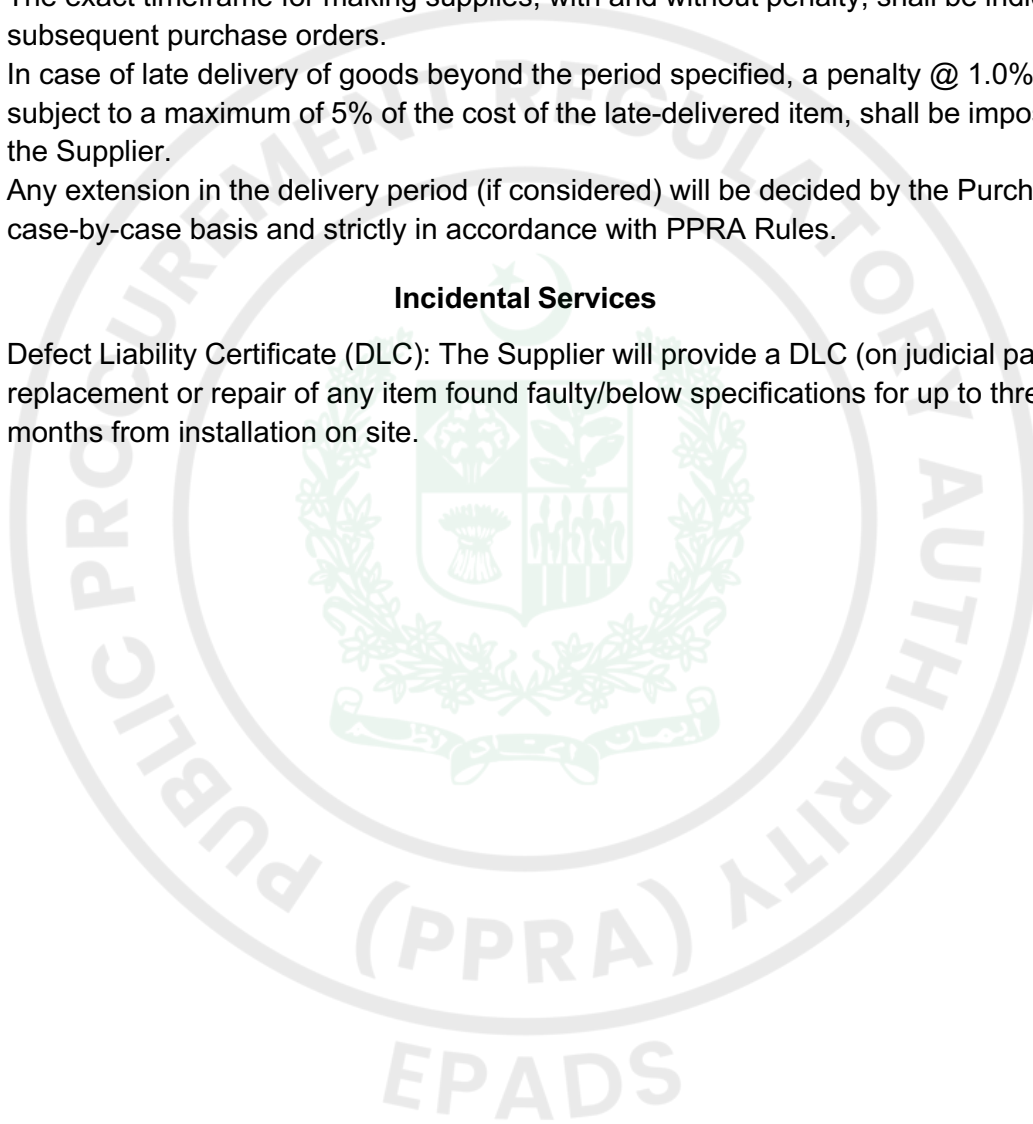 The exact timeframe for making supplies, with and without penalty, shall be
subsequent purchase orders.
In case of late delivery of goods beyond the period specified, a penalty @ 1.0%
subject to a maximum of 5% of the cost of the late-delivered item, shall be
the Supplier.
Any extension in the delivery period (if considered) will be decided by the
case-by-case basis and strictly in accordance with PPRA Rules.
Incidental Services
Defect Liability Certificate (DLC): The Supplier will provide a DLC (on judicial
replacement or repair of any item found faulty/below specifications for up to
months from installation on site.
PUBLIC PROCUREMENT REGULATORY AUTHORITY
(PPRA)
EPADS